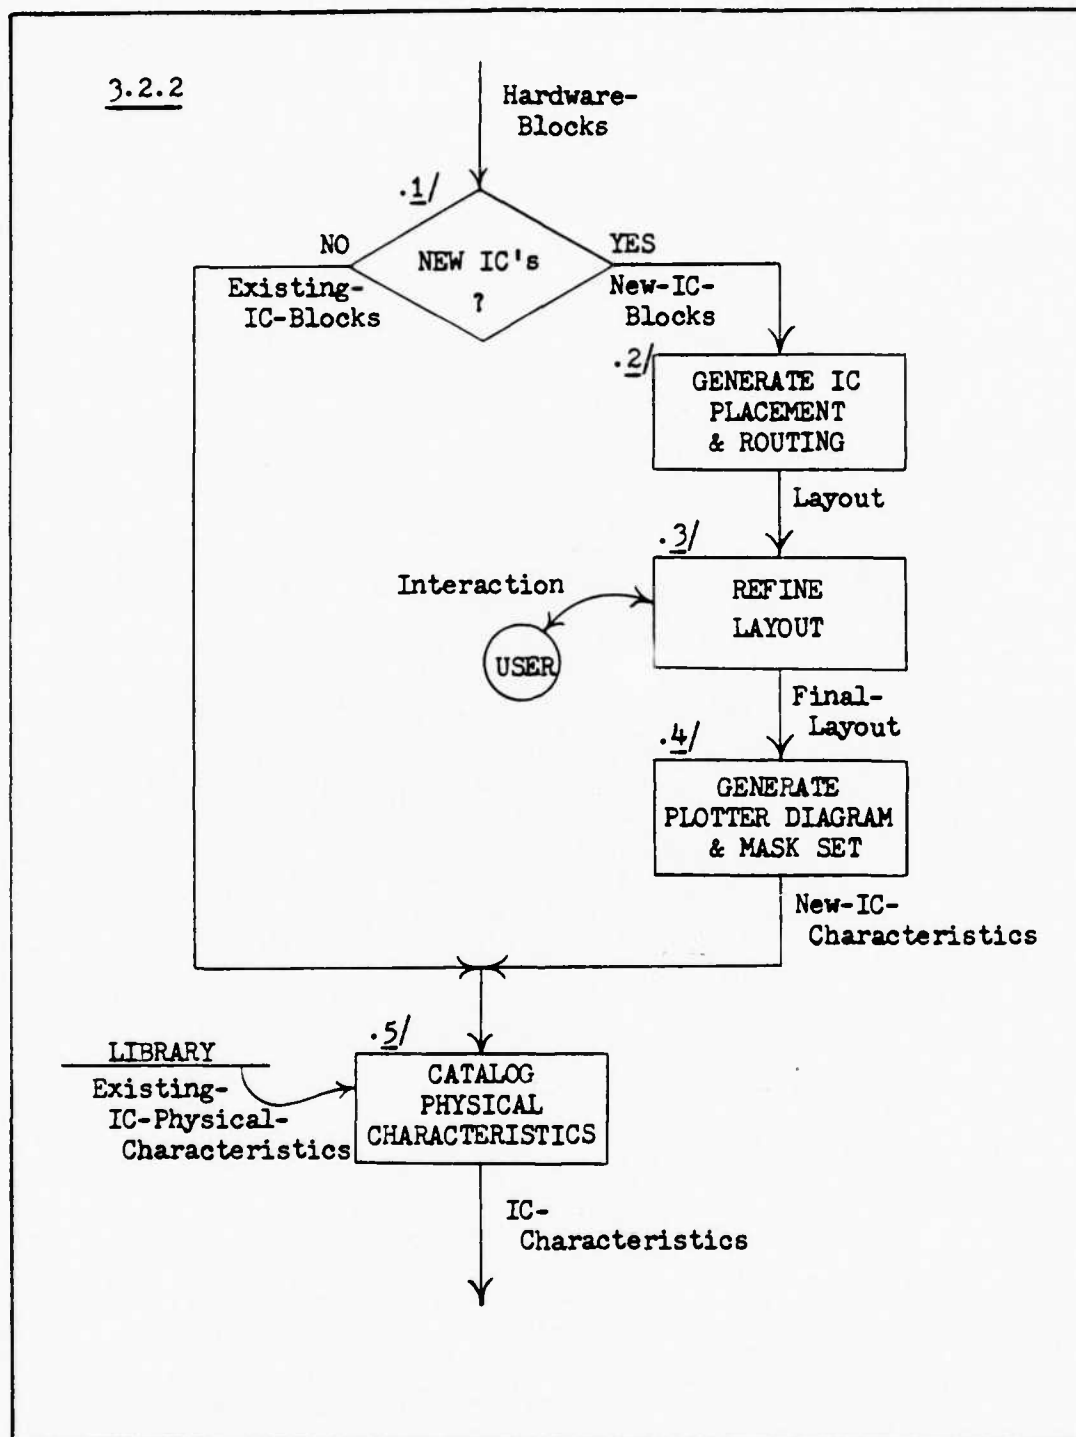 3.2.2
Hardware-
Blocks
.1/
NEW IC's
?
NO
Existing-
IC-Blocks
YES
New-IC-
Blocks
.2/
GENERATE IC
PLACEMENT
& ROUTING
Layout
.3/
REFINE
LAYOUT
Interaction
USER
Final-
Layout
.4/
GENERATE
PLOTTER DIAGRAM
& MASK SET
New-IC-
Characteristics
.5/
CATALOG
PHYSICAL
CHARACTERISTICS
LIBRARY
Existing-
IC-Physical-
Characteristics
IC-
Characteristics